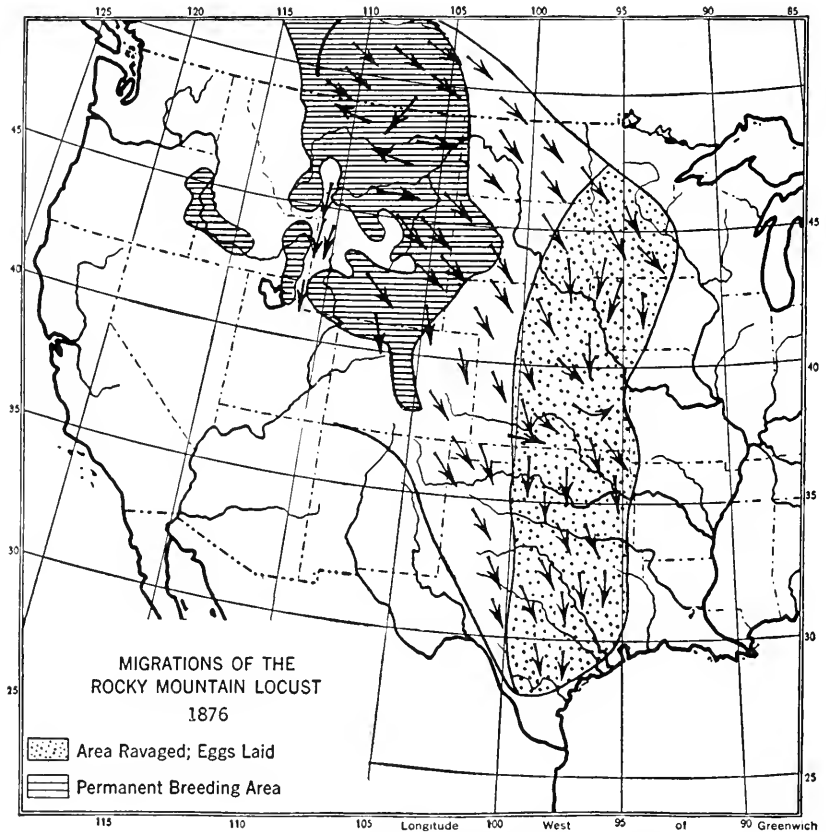 125 120 115 110 105 100 95 90 85
45
45
40
40
35
35
30
30
25
25
MIGRATIONS OF THE
ROCKY MOUNTAIN LOCUST
1876
Area Ravaged; Eggs Laid
Permanent Breeding Area
115 110 105 Longitude 100 West 95 of 90 Greenwich